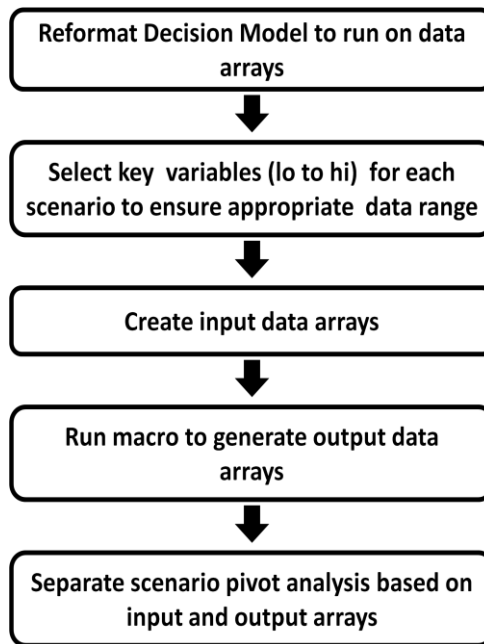 Reformat Decision Model to run on data
arrays
Select key variables (lo to hi) for each
scenario to ensure appropriate data range
Create input data arrays
Run macro to generate output data
arrays
Separate scenario pivot analysis based on
input and output arrays